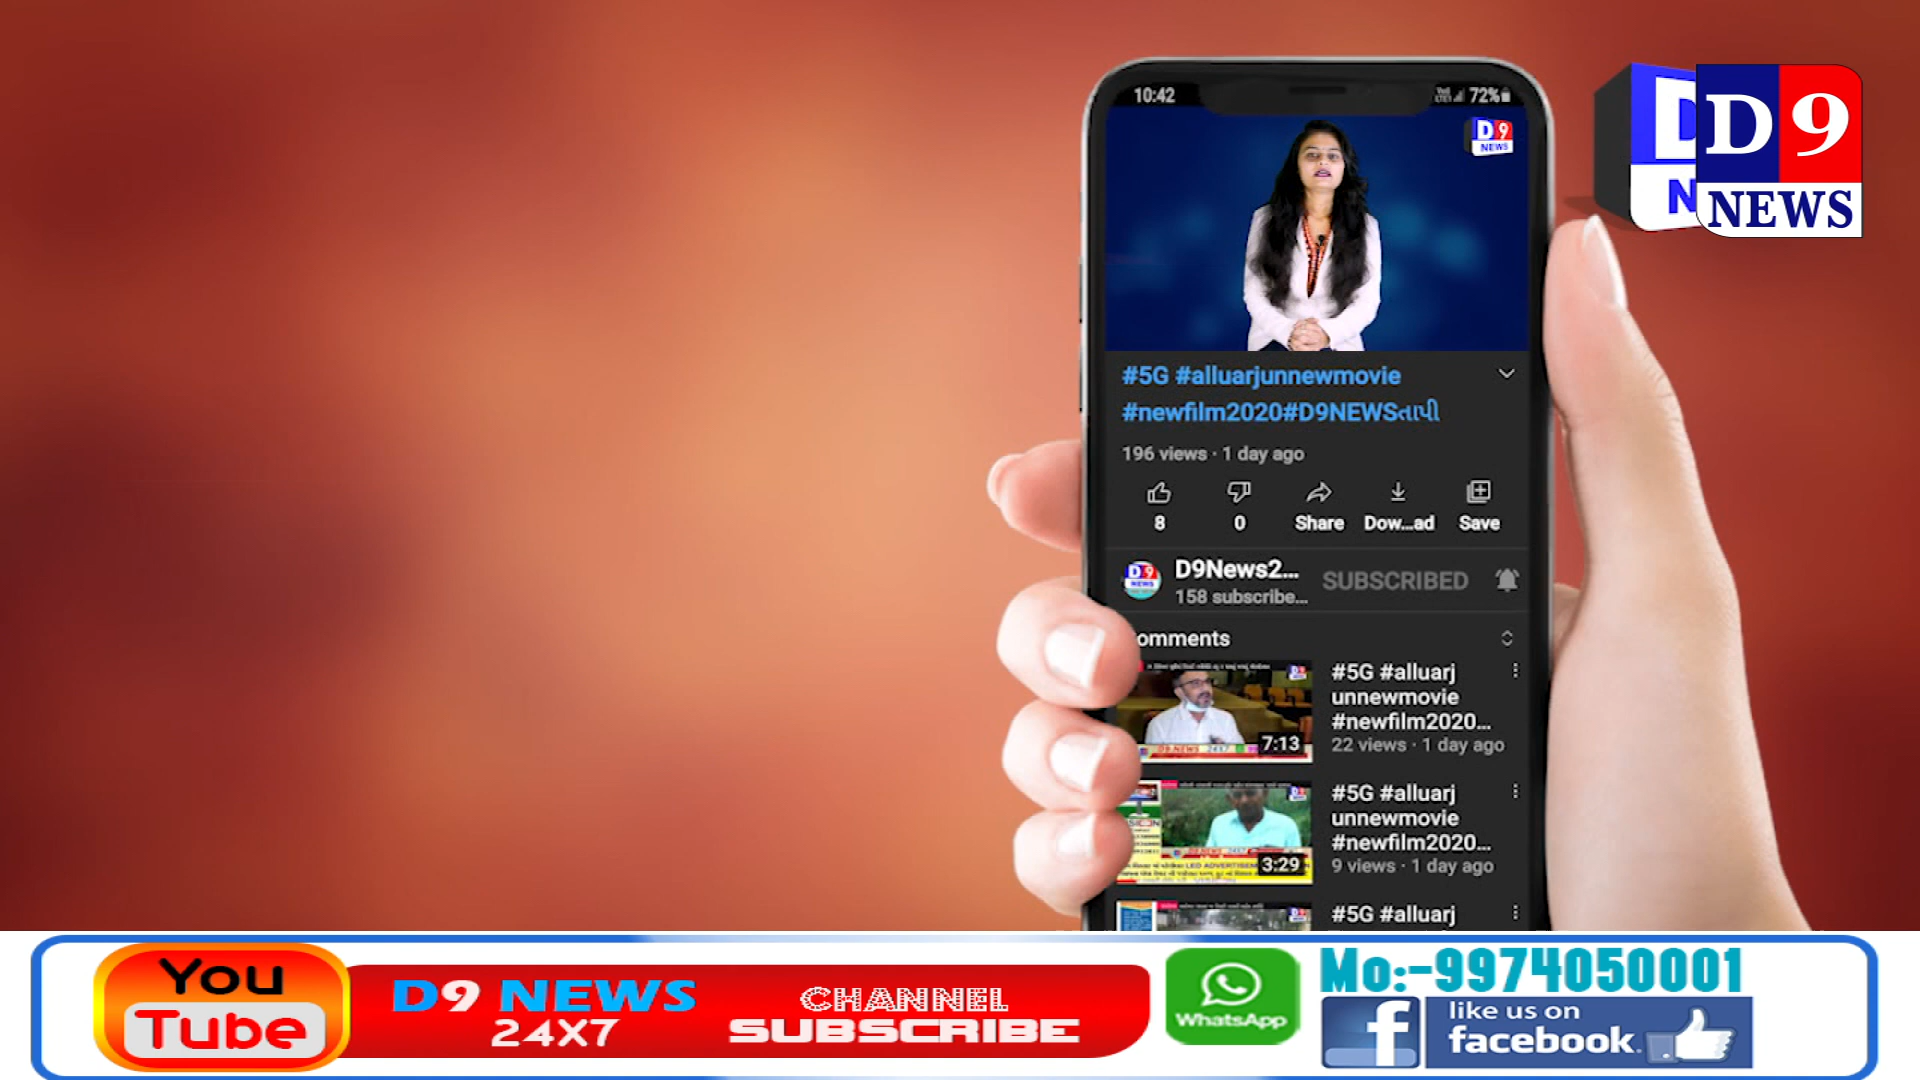 10:42
72%
D9
NEWS
D
N
D9
NEWS
#5G #alluarjunnewmovie
#newfilm2020#D9NEWSતાપી
196 views · 1 day ago
8
0
Share
Dow...ad
Save
D9
NEWS
D9News2...
SUBSCRIBED
158 subscribe...
omments
#5G #alluarj
unnewmovie
#newfilm2020...
22 views · 1 day ago
7:13
#5G #alluarj
unnewmovie
#newfilm2020...
9 views · 1 day ago
3:29
#5G #alluarj
You
Tube
D9 NEWS
24X7
CHANNEL
SUBSCRIBE
WhatsApp
Mo:-9974050001
f
like us on
facebook.